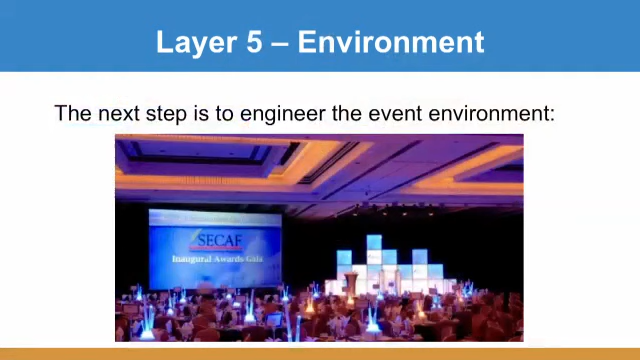 Layer 5 – Environment
The next step is to engineer the event environment:
SECAF
Inaugural Awards Gala